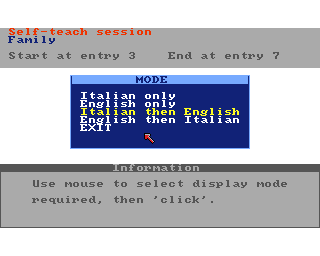 Self-teach session
Family
Start at entry 3    End at entry 7
MODE
Italian only
English only
Italian then English
English then Italian
EXIT
Information
Use mouse to select display mode
required, then 'click'.